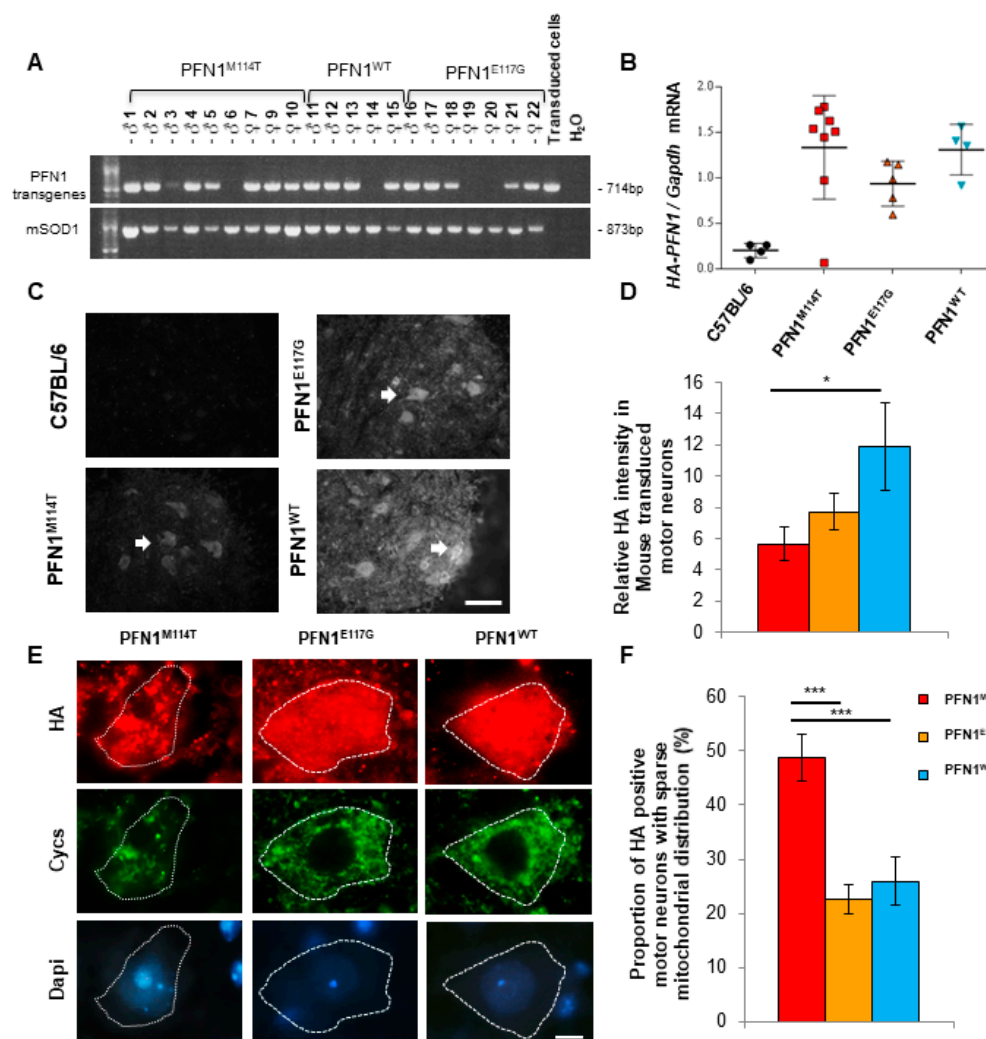 A
PFN1M114T PFN1WT PFN1E117G
Transduced cells
H2O
♂ - 1
♂ - 2
♂ - 4
♀ - 7
♀ - 9
♀ - 10
♂ - 11
♂ - 12
♀ - 13
♀ - 14
♀ - 15
♂ - 16
♂ - 17
♀ - 18
♀ - 19
♀ - 20
♀ - 21
♀ - 22
PFN1
transgenes
- 714bp
mSOD1
- 873bp
B
HA-PFN1 / Gapdh mRNA
2.0
1.5
1.0
0.5
0.0
C57BL/6
PFN1M114T
PFN1E117G
PFN1WT
C
C57BL/6
PFN1E117G
PFN1M114T
PFN1WT
D
Relative HA intensity in
Mouse transduced
motor neurons
16
14
12
10
8
6
4
2
0
*
E
PFN1M114T PFN1E117G PFN1WT
HA
Cycs
Dapi
F
Proportion of HA positive
motor neurons with sparse
mitochondrial distribution (%)
60
50
40
30
20
10
0
***
***
PFN1M
PFN1E
PFN1W